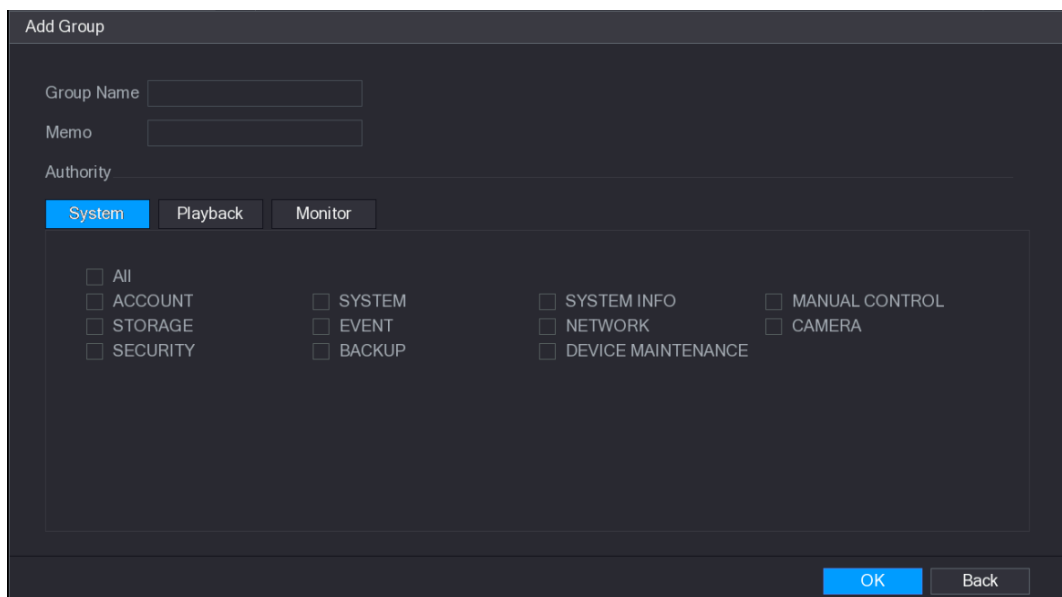 Add Group
Group Name
Memo
Authority
System Playback Monitor
All
ACCOUNT SYSTEM SYSTEM INFO MANUAL CONTROL
STORAGE EVENT NETWORK CAMERA
SECURITY BACKUP DEVICE MAINTENANCE
OK Back